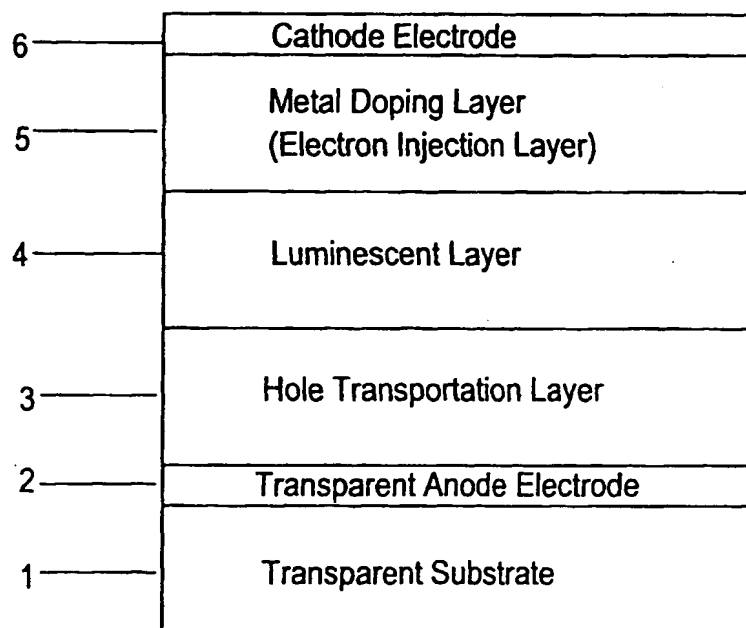 6 Cathode Electrode
5 Metal Doping Layer
(Electron Injection Layer)
4 Luminescent Layer
3 Hole Transportation Layer
2 Transparent Anode Electrode
1 Transparent Substrate